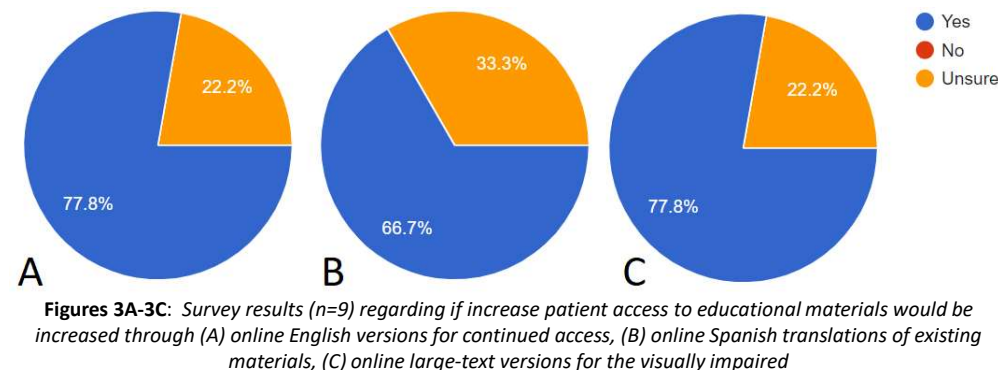 Yes
No
Unsure
22.2%
77.8%
A
33.3%
66.7%
B
22.2%
77.8%
C
Figures 3A-3C: Survey results (n=9) regarding if increase patient access to educational materials would be
increased through (A) online English versions for continued access, (B) online Spanish translations of existing
materials, (C) online large-text versions for the visually impaired